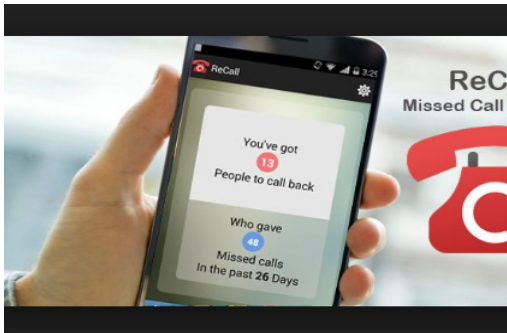 ReCall
3:25
You've got
13
People to call back
Who gave
48
Missed calls
In the past 26 Days
ReC
Missed Call